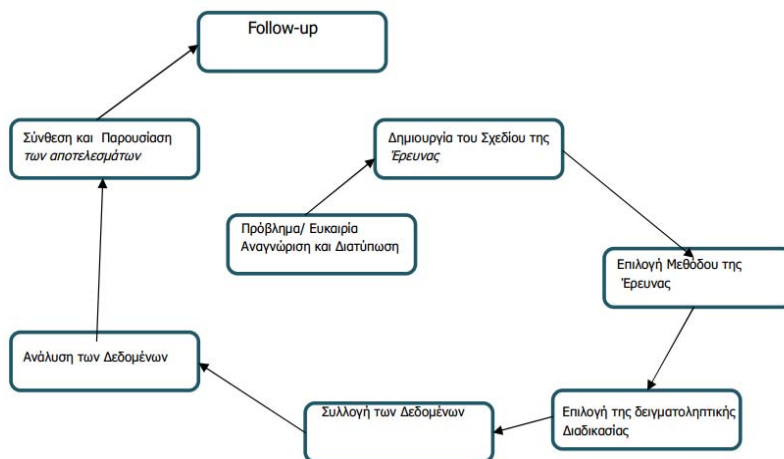 Follow-up
Σύνθεση και Παρουσίαση
των αποτελεσμάτων
Δημιουργία του Σχεδίου της
Έρευνας
Πρόβλημα/ Ευκαιρία
Αναγνώριση και Διατύπωση
Επιλογή Μεθόδου της
Έρευνας
Ανάλυση των Δεδομένων
Συλλογή των Δεδομένων
Επιλογή της δειγματοληπτικής
Διαδικασίας